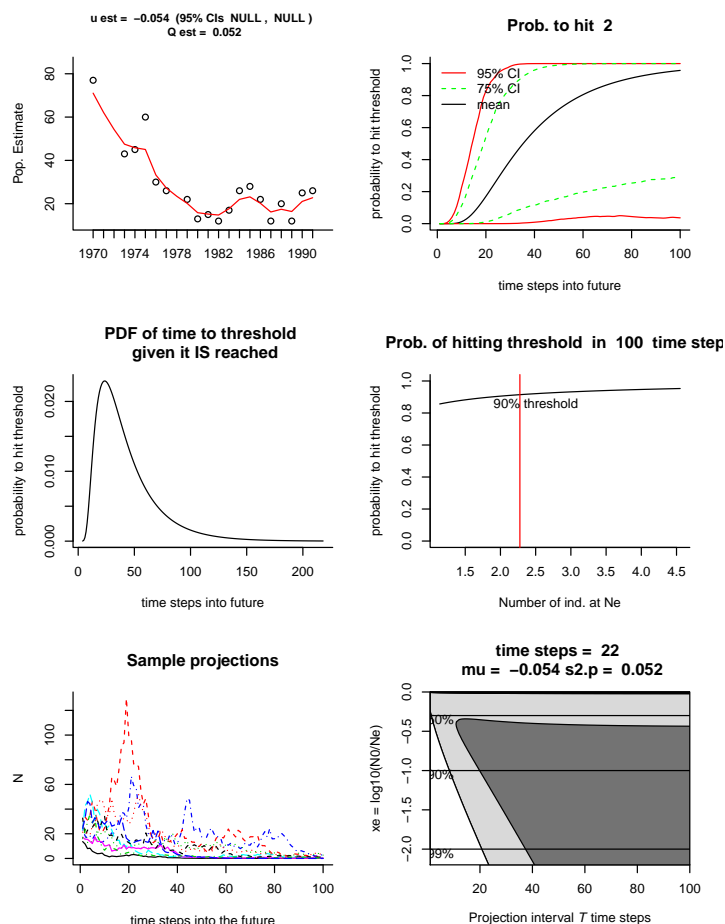 u est = −0.054 (95% CIs NULL , NULL )
Q est = 0.052
Pop. Estimate
80
60
40
20
1970 1974 1978 1982 1986 1990
Prob. to hit 2
probability to hit threshold
1.0
0.8
0.6
0.4
0.2
0.0
95% CI
75% CI
mean
0 20 40 60 80 100
time steps into future
PDF of time to threshold
given it IS reached
probability to hit threshold
0.020
0.010
0.000
0 50 100 150 200
time steps into future
Prob. of hitting threshold in 100 time step
probability to hit threshold
1.0
0.8
0.6
0.4
0.2
0.0
90% threshold
1.5 2.0 2.5 3.0 3.5 4.0 4.5
Number of ind. at Ne
Sample projections
N
100
60
20
0
0 20 40 60 80 100
time steps into the future
time steps = 22
mu = −0.054 s2.p = 0.052
xe = log10(N0/Ne)
0.0
−0.5
−1.0
−1.5
−2.0
90%
99%
20 40 60 80 100
Projection interval T time steps